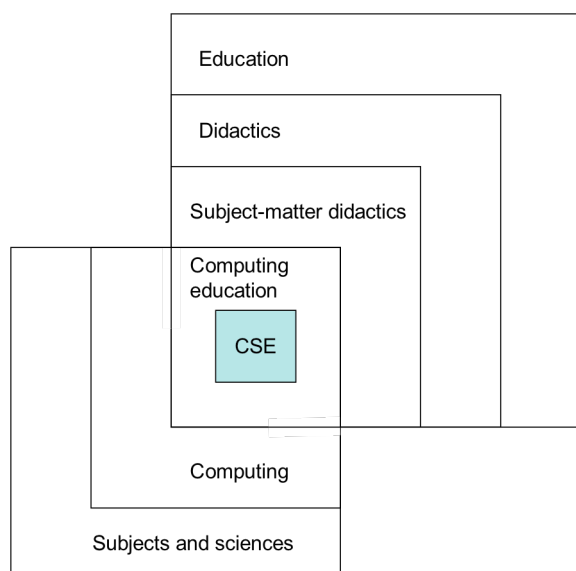 Education
Didactics
Subject-matter didactics
Computing
education
CSE
Computing
Subjects and sciences